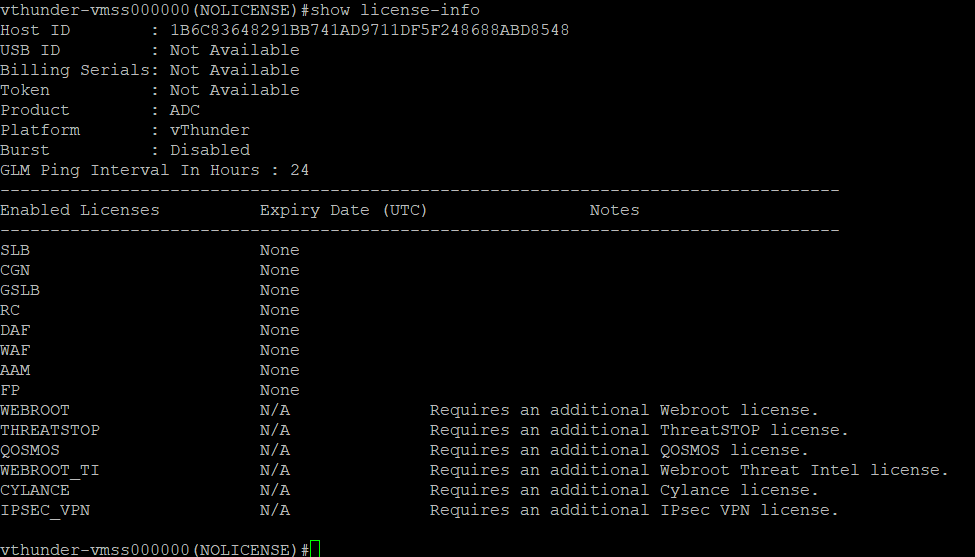 vthunder-vmss000000(NOLICENSE)#show license-info
Host ID         : 1B6C83648291BB741AD9711DF5F248688ABD8548
USB ID          : Not Available
Billing Serials: Not Available
Token           : Not Available
Product         : ADC
Platform        : vThunder
Burst           : Disabled
GLM Ping Interval In Hours : 24
------------------------------------------------------------------------------------
Enabled Licenses          Expiry Date (UTC)                Notes
------------------------------------------------------------------------------------
SLB                       None
CGN                       None
GSLB                      None
RC                        None
DAF                       None
WAF                       None
AAM                       None
FP                        None
WEBROOT                   N/A              Requires an additional Webroot license.
THREATSTOP                N/A              Requires an additional ThreatSTOP license.
QOSMOS                    N/A              Requires an additional QOSMOS license.
WEBROOT_TI                N/A              Requires an additional Webroot Threat Intel license.
CYLANCE                   N/A              Requires an additional Cylance license.
IPSEC_VPN                 N/A              Requires an additional IPsec VPN license.
vthunder-vmss000000(NOLICENSE)#